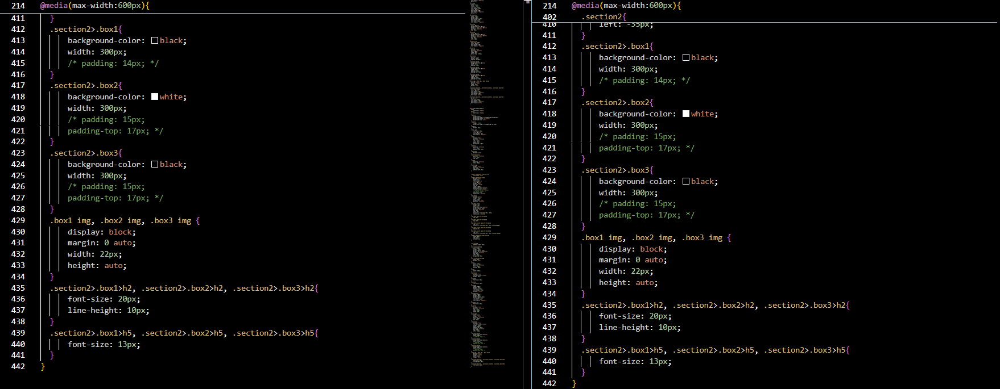 214 @media(max-width:600px){
411 }
412 .section2>.box1{
413 background-color: black;
414 width: 300px;
415 /* padding: 14px; */
416 }
417 .section2>.box2{
418 background-color: white;
419 width: 300px;
420 /* padding: 15px;
421 padding-top: 17px; */
422 }
423 .section2>.box3{
424 background-color: black;
425 width: 300px;
426 /* padding: 15px;
427 padding-top: 17px; */
428 }
429 .box1 img, .box2 img, .box3 img {
430 display: block;
431 margin: 0 auto;
432 width: 22px;
433 height: auto;
434 }
435 .section2>.box1>h2, .section2>.box2>h2, .section2>.box3>h2{
436 font-size: 20px;
437 line-height: 10px;
438 }
439 .section2>.box1>h5, .section2>.box2>h5, .section2>.box3>h5{
440 font-size: 13px;
441 }
442 }
214 @media(max-width:600px){
402 .section2{
410 left: -35px;
411 }
412 .section2>.box1{
413 background-color: black;
414 width: 300px;
415 /* padding: 14px; */
416 }
417 .section2>.box2{
418 background-color: white;
419 width: 300px;
420 /* padding: 15px;
421 padding-top: 17px; */
422 }
423 .section2>.box3{
424 background-color: black;
425 width: 300px;
426 /* padding: 15px;
427 padding-top: 17px; */
428 }
429 .box1 img, .box2 img, .box3 img {
430 display: block;
431 margin: 0 auto;
432 width: 22px;
433 height: auto;
434 }
435 .section2>.box1>h2, .section2>.box2>h2, .section2>.box3>h2{
436 font-size: 20px;
437 line-height: 10px;
438 }
439 .section2>.box1>h5, .section2>.box2>h5, .section2>.box3>h5{
440 font-size: 13px;
441 }
442 }